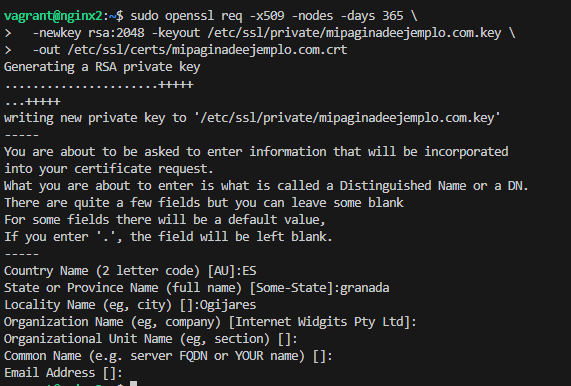 vagrant@nginx2:~$ sudo openssl req -x509 -nodes -days 365 \
>   -newkey rsa:2048 -keyout /etc/ssl/private/mipaginadeejemplo.com.key \
>   -out /etc/ssl/certs/mipaginadeejemplo.com.crt
Generating a RSA private key
......................+++++
...+++++
writing new private key to '/etc/ssl/private/mipaginadeejemplo.com.key'
-----
You are about to be asked to enter information that will be incorporated
into your certificate request.
What you are about to enter is what is called a Distinguished Name or a DN.
There are quite a few fields but you can leave some blank
For some fields there will be a default value,
If you enter '.', the field will be left blank.
-----
Country Name (2 letter code) [AU]:ES
State or Province Name (full name) [Some-State]:granada
Locality Name (eg, city) []:Ogijares
Organization Name (eg, company) [Internet Widgits Pty Ltd]:
Organizational Unit Name (eg, section) []:
Common Name (e.g. server FQDN or YOUR name) []:
Email Address []: